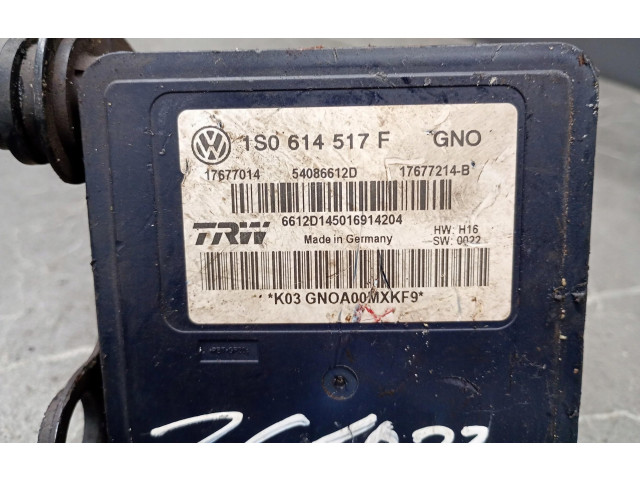 1S0 614 517 F GNO
17677014 54086612D 17677214-B
6612D145016914204
TRW Made in Germany HW: H16
SW: 0022
*K03 GNOA00MXKF9*